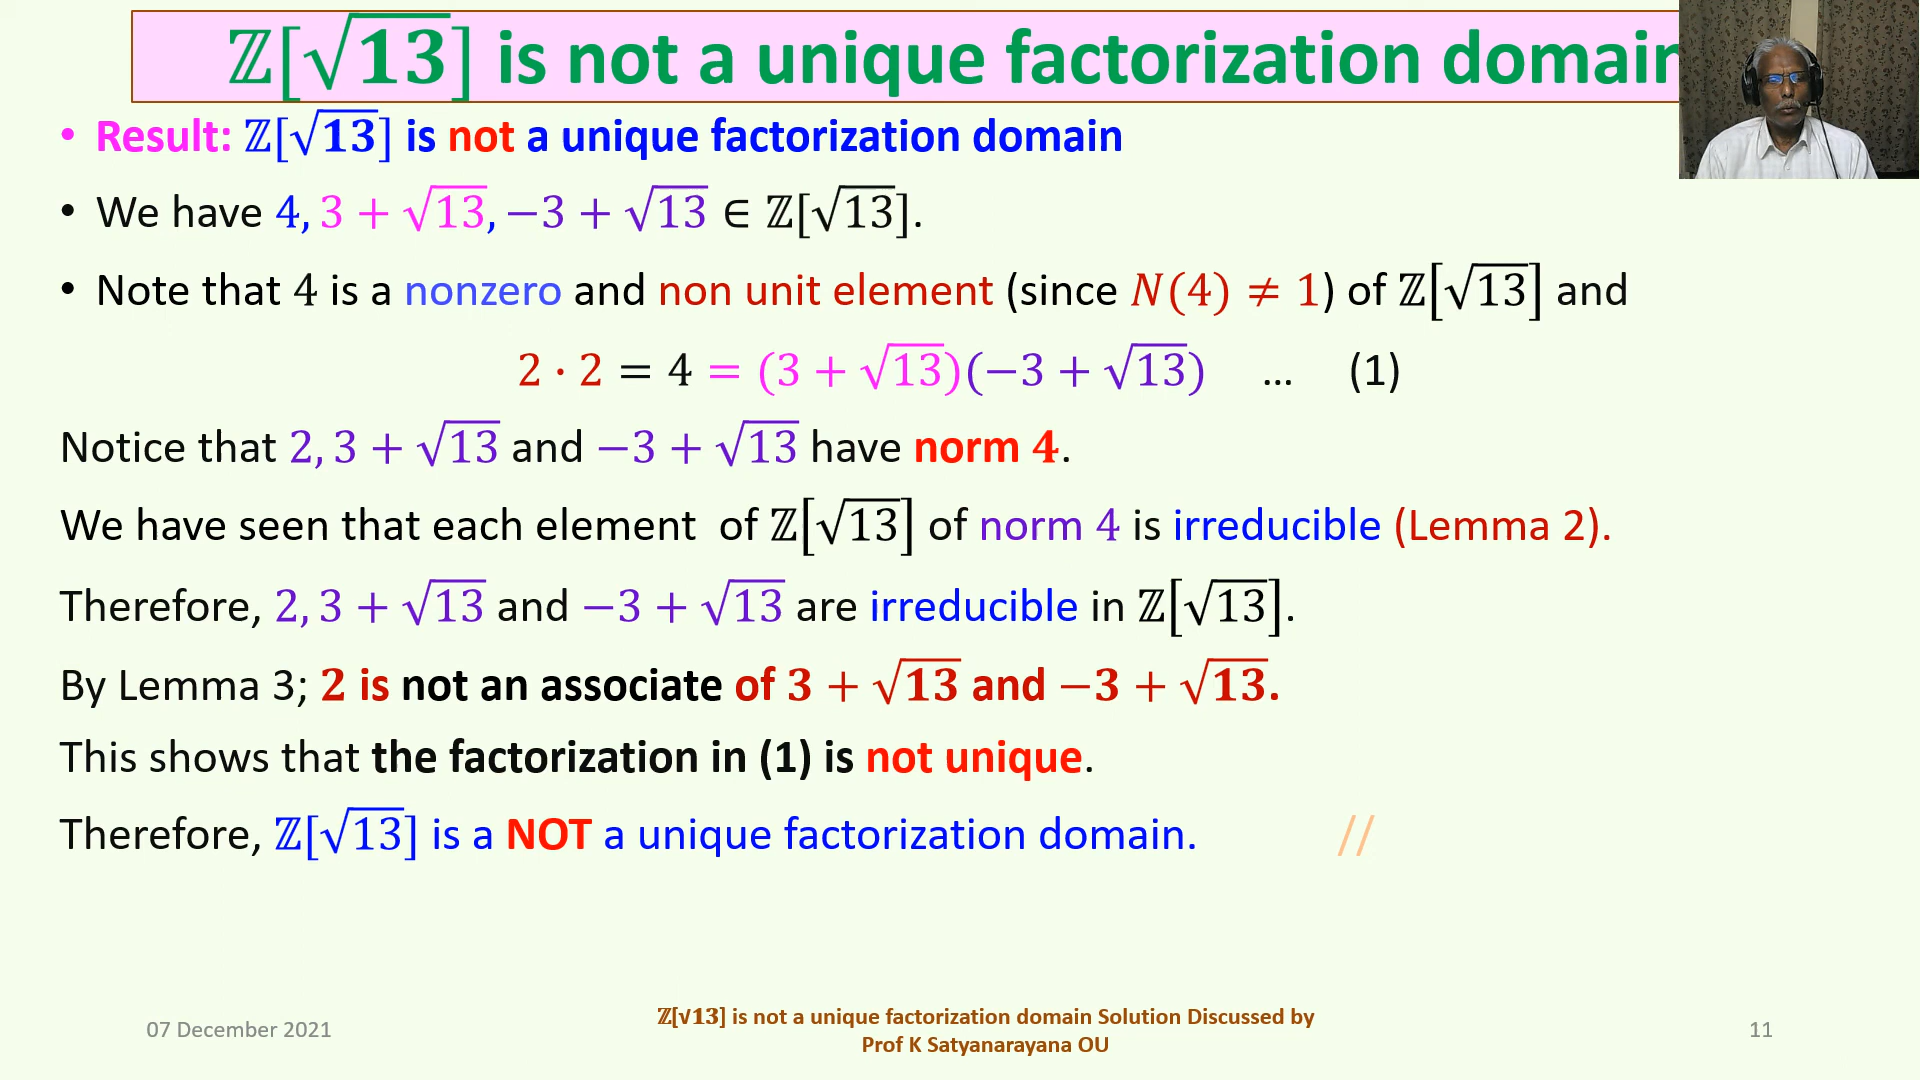 ℤ[√13] is not a unique factorization domain
• Result: ℤ[√13] is not a unique factorization domain
• We have 4, 3 + √13, −3 + √13 ∈ ℤ[√13].
• Note that 4 is a nonzero and non unit element (since N(4) ≠ 1) of ℤ[√13] and
2 · 2 = 4 = (3 + √13)(−3 + √13) ... (1)
Notice that 2, 3 + √13 and −3 + √13 have norm 4.
We have seen that each element of ℤ[√13] of norm 4 is irreducible (Lemma 2).
Therefore, 2, 3 + √13 and −3 + √13 are irreducible in ℤ[√13].
By Lemma 3; 2 is not an associate of 3 + √13 and −3 + √13.
This shows that the factorization in (1) is not unique.
Therefore, ℤ[√13] is a NOT a unique factorization domain. //
07 December 2021
ℤ[√13] is not a unique factorization domain Solution Discussed by
Prof K Satyanarayana OU
11